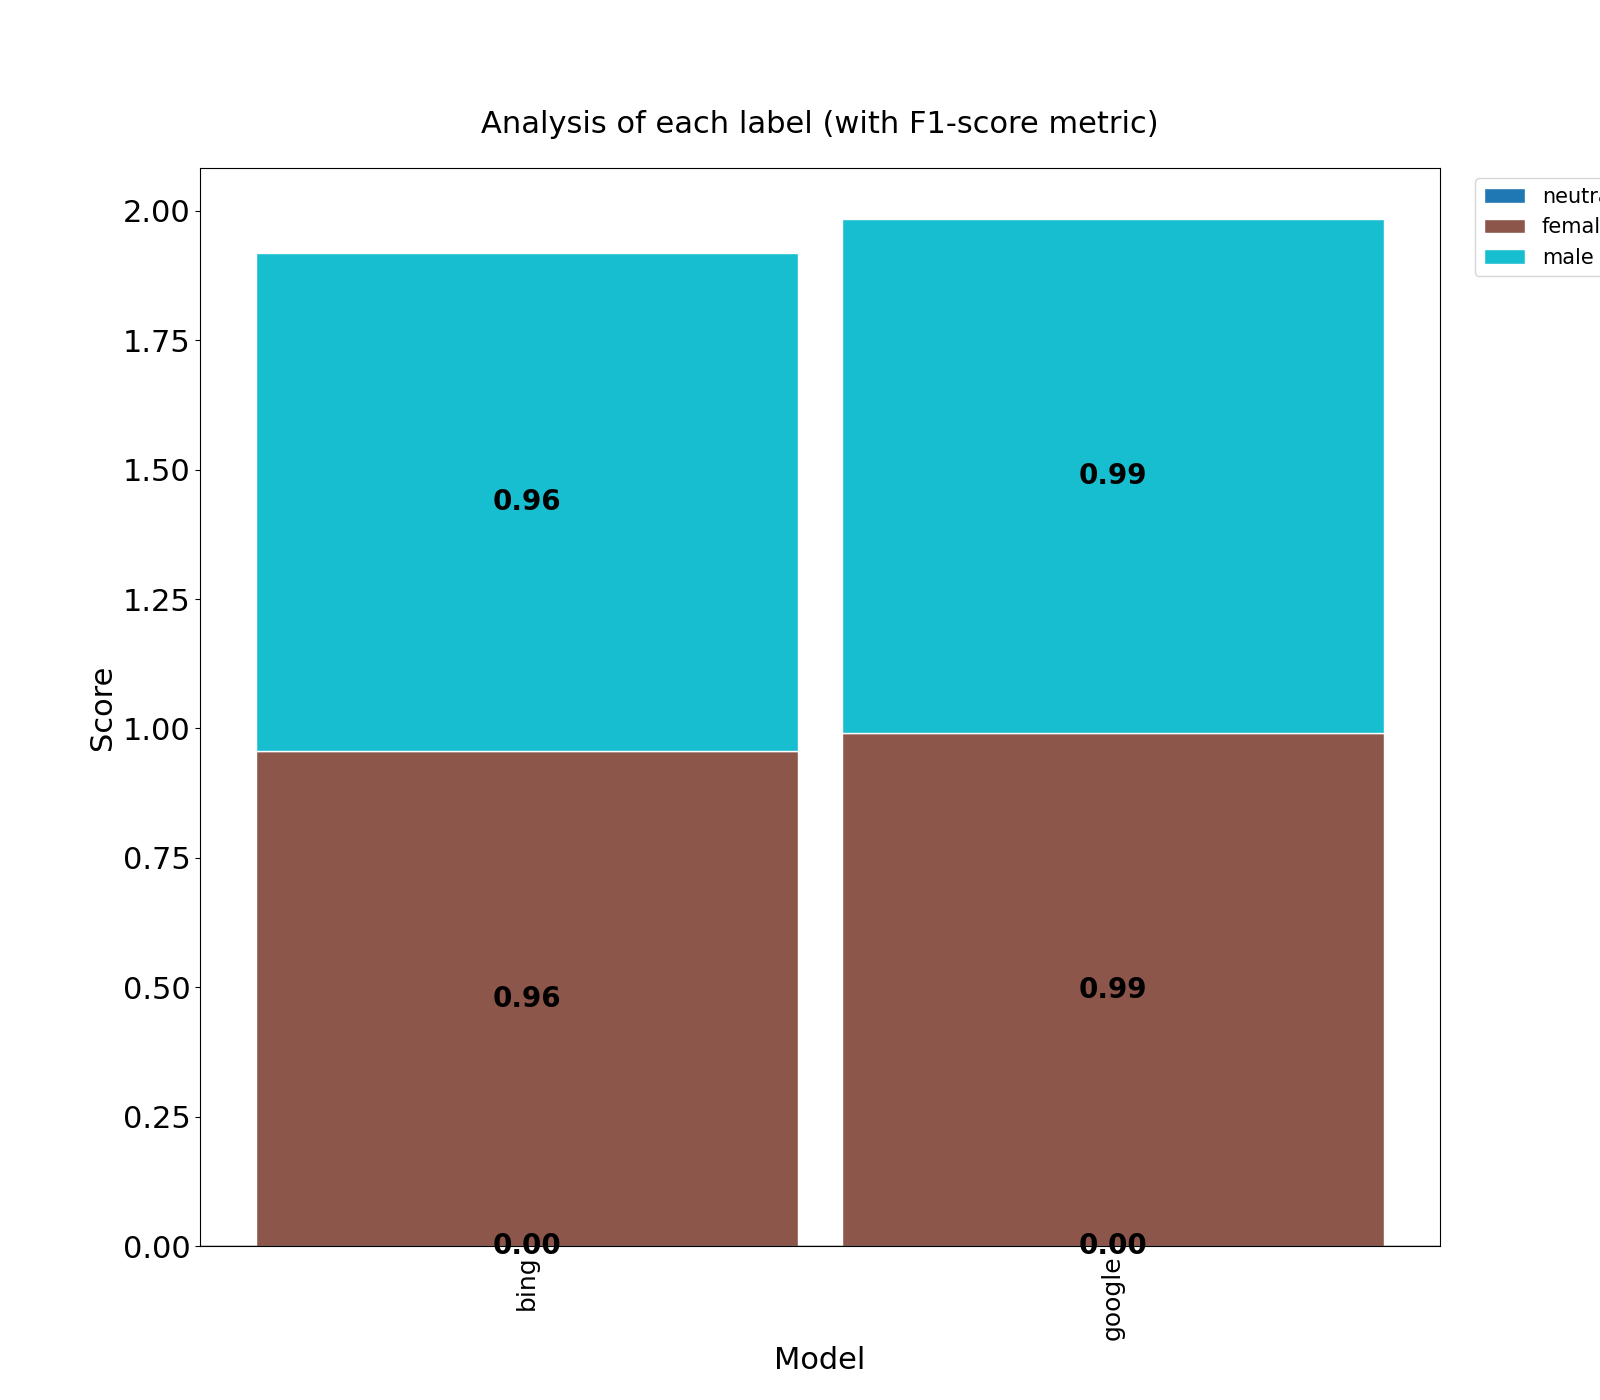 Analysis of each label (with F1-score metric)
2.00
1.75
1.50
1.25
1.00
0.75
0.50
0.25
0.00
Score
0.96
0.96
0.00
0.99
0.99
0.00
bing
google
Model
neutra
femal
male